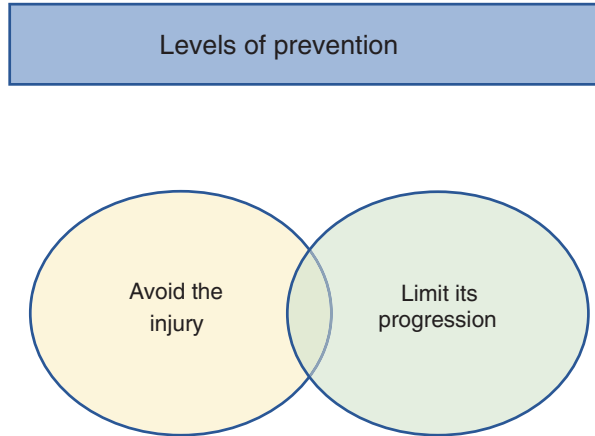 Levels of prevention
Avoid the
injury
Limit its
progression